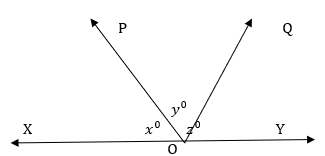 P Q
y⁰
X x⁰ z⁰ Y
O